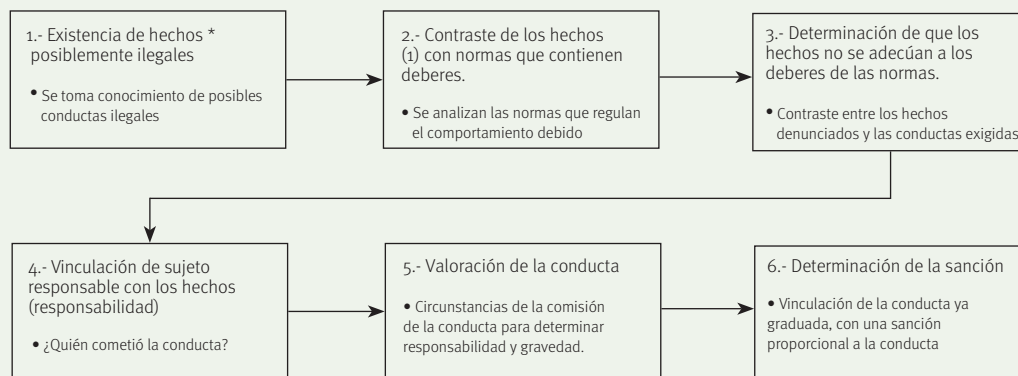 1.- Existencia de hechos *
posiblemente ilegales
• Se toma conocimiento de posibles
conductas ilegales
2.- Contraste de los hechos
(1) con normas que contienen
deberes.
• Se analizan las normas que regulan
el comportamiento debido
3.- Determinación de que los
hechos no se adecúan a los
deberes de las normas.
• Contraste entre los hechos
denunciados y las conductas exigidas
4.- Vinculación de sujeto
responsable con los hechos
(responsabilidad)
• ¿Quién cometió la conducta?
5.- Valoración de la conducta
• Circunstancias de la comisión
de la conducta para determinar
responsabilidad y gravedad.
6.- Determinación de la sanción
• Vinculación de la conducta ya
graduada, con una sanción
proporcional a la conducta